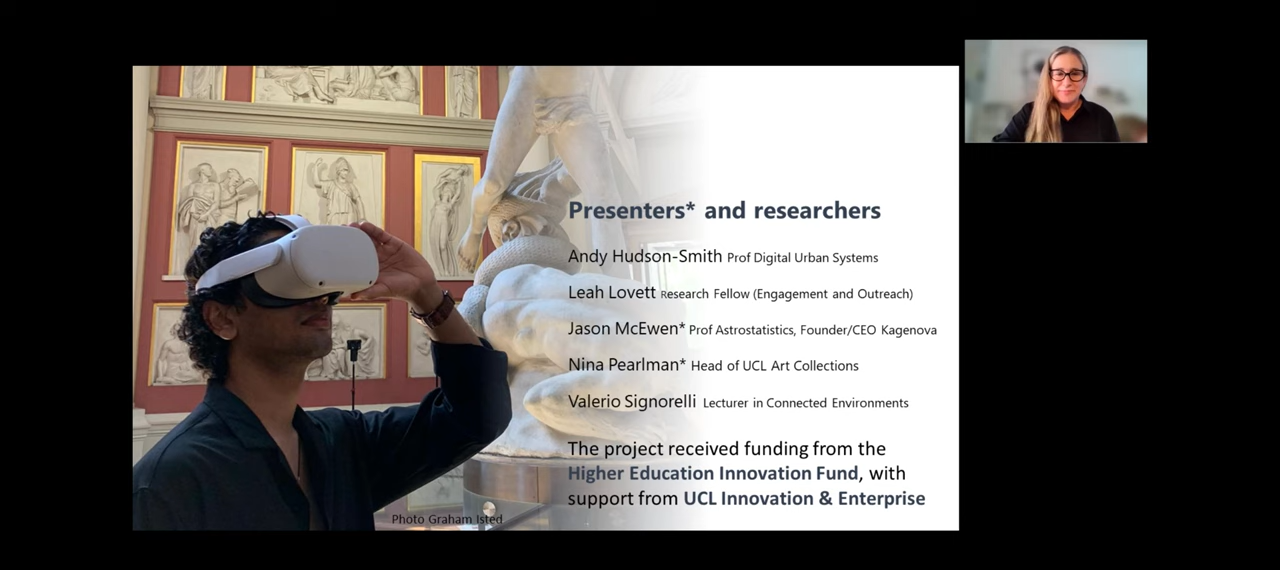 Presenters* and researchers
Andy Hudson-Smith Prof Digital Urban Systems
Leah Lovett Research Fellow (Engagement and Outreach)
Jason McEwen* Prof Astrostatistics, Founder/CEO Kagenova
Nina Pearlman* Head of UCL Art Collections
Valerio Signorelli Lecturer in Connected Environments
The project received funding from the
Higher Education Innovation Fund, with
support from UCL Innovation & Enterprise
Photo Graham Isted